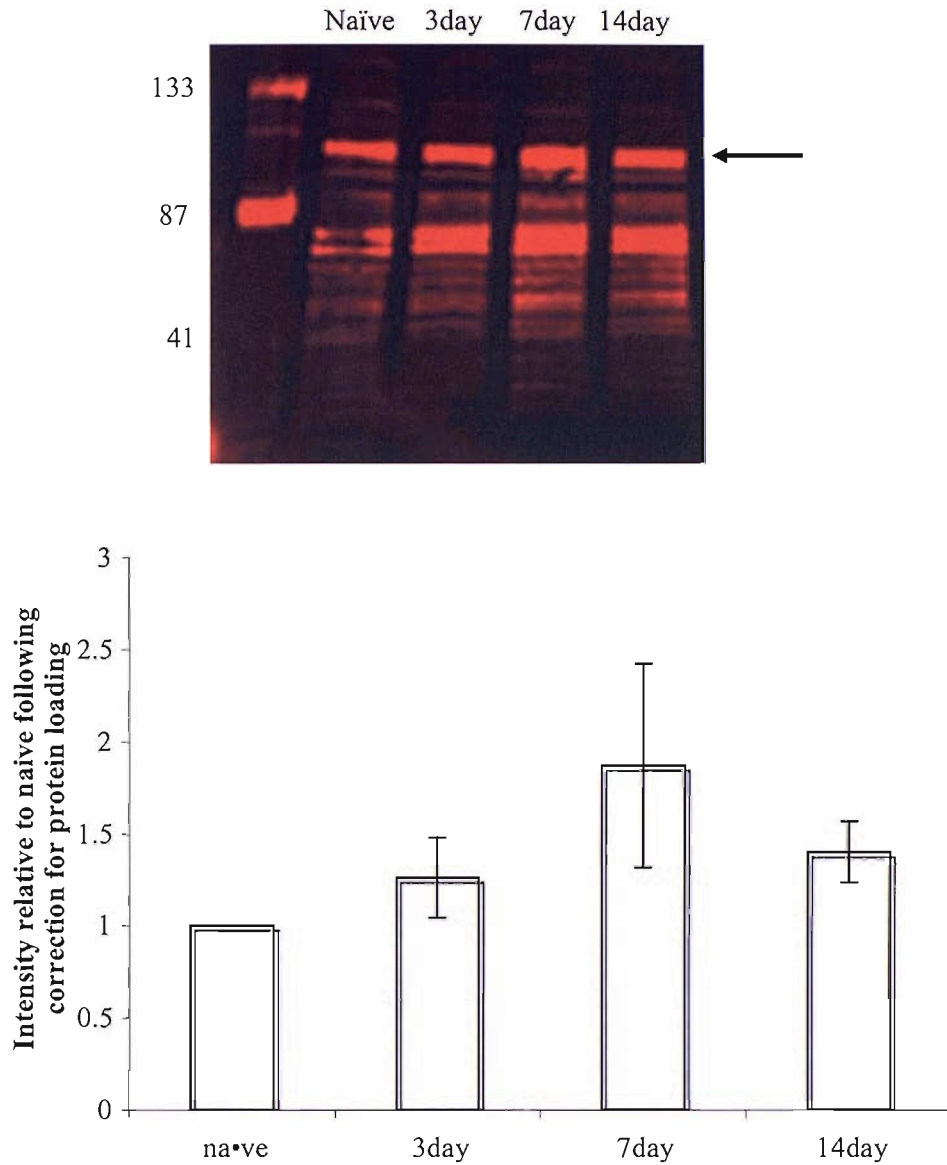 Naïve 3day 7day 14day
133
87
41
3
2.5
2
1.5
1
0.5
0
Intensity relative to naive following
correction for protein loading
na•ve 3day 7day 14day